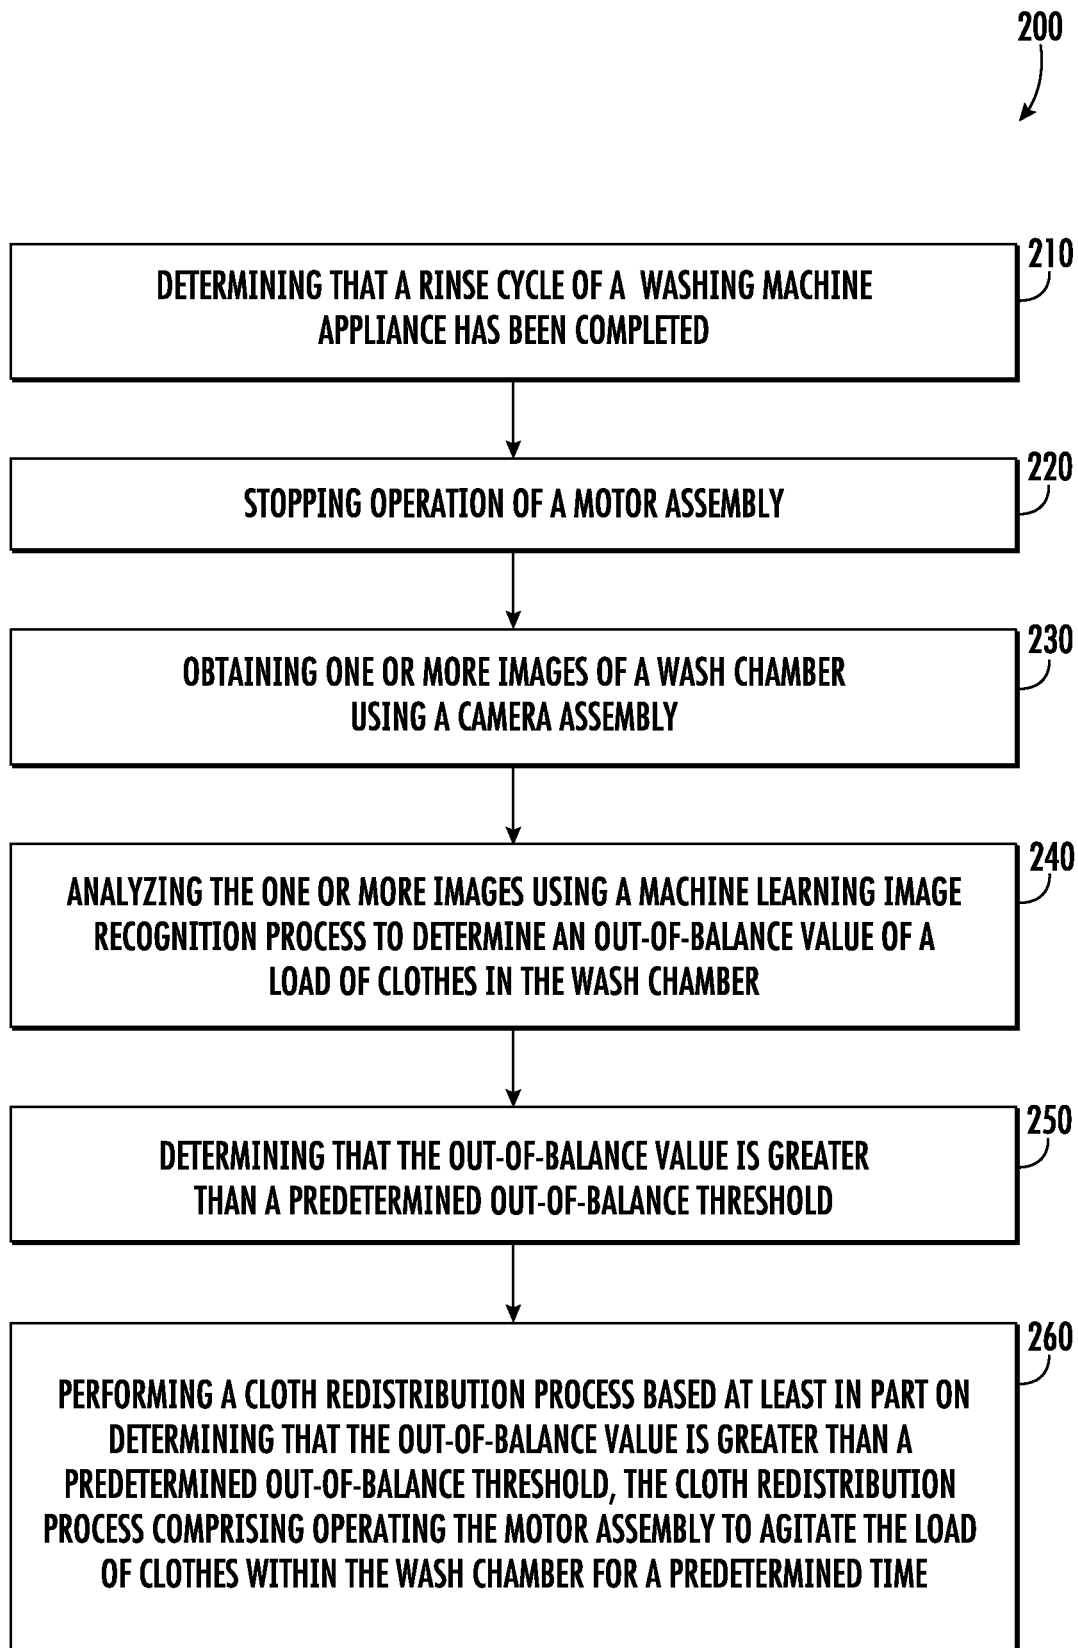 200
210
DETERMINING THAT A RINSE CYCLE OF A WASHING MACHINE
APPLIANCE HAS BEEN COMPLETED
220
STOPPING OPERATION OF A MOTOR ASSEMBLY
230
OBTAINING ONE OR MORE IMAGES OF A WASH CHAMBER
USING A CAMERA ASSEMBLY
240
ANALYZING THE ONE OR MORE IMAGES USING A MACHINE LEARNING IMAGE
RECOGNITION PROCESS TO DETERMINE AN OUT-OF-BALANCE VALUE OF A
LOAD OF CLOTHES IN THE WASH CHAMBER
250
DETERMINING THAT THE OUT-OF-BALANCE VALUE IS GREATER
THAN A PREDETERMINED OUT-OF-BALANCE THRESHOLD
260
PERFORMING A CLOTH REDISTRIBUTION PROCESS BASED AT LEAST IN PART ON
DETERMINING THAT THE OUT-OF-BALANCE VALUE IS GREATER THAN A
PREDETERMINED OUT-OF-BALANCE THRESHOLD, THE CLOTH REDISTRIBUTION
PROCESS COMPRISING OPERATING THE MOTOR ASSEMBLY TO AGITATE THE LOAD
OF CLOTHES WITHIN THE WASH CHAMBER FOR A PREDETERMINED TIME